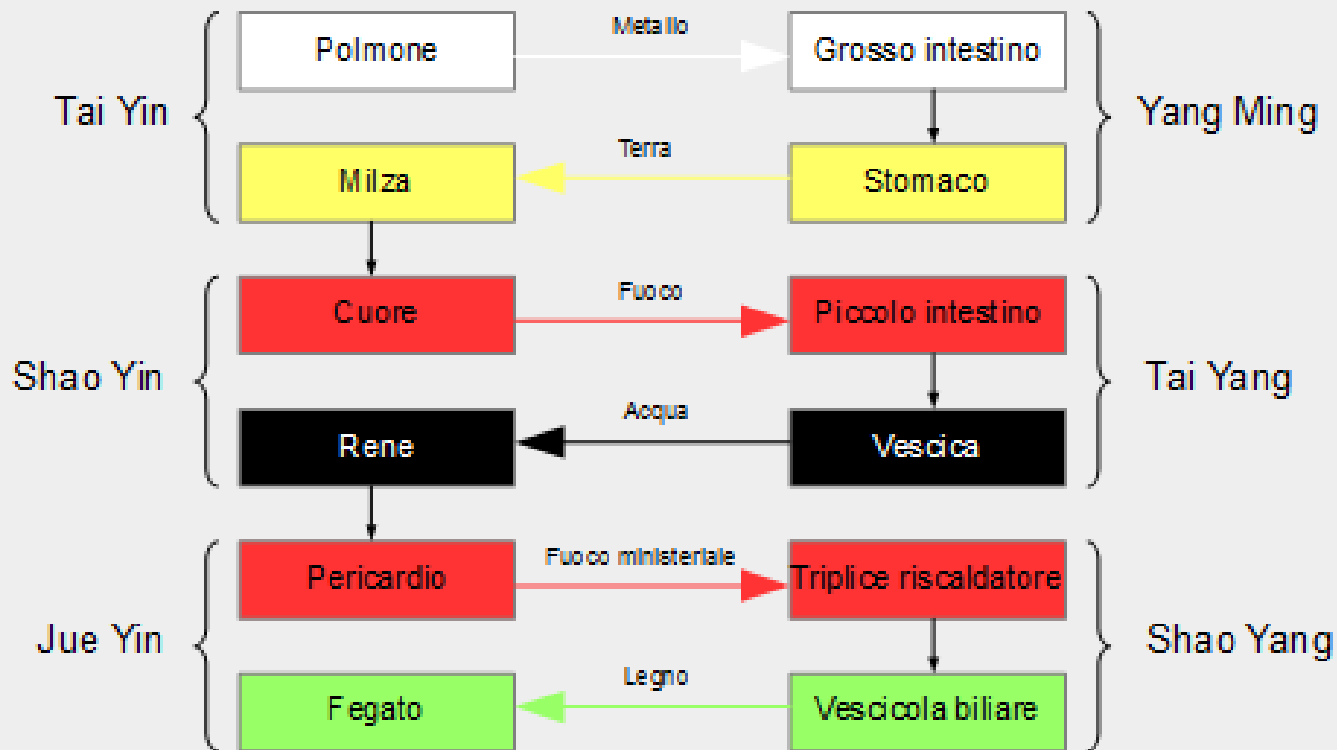 Metallo
Polmone
Grosso intestino
Tai Yin
Yang Ming
Terra
Milza
Stomaco
Fuoco
Cuore
Piccolo intestino
Shao Yin
Tai Yang
Acqua
Rene
Vescica
Fuoco ministeriale
Pericardio
Triplice riscaldatore
Jue Yin
Shao Yang
Legno
Fegato
Vescicola biliare